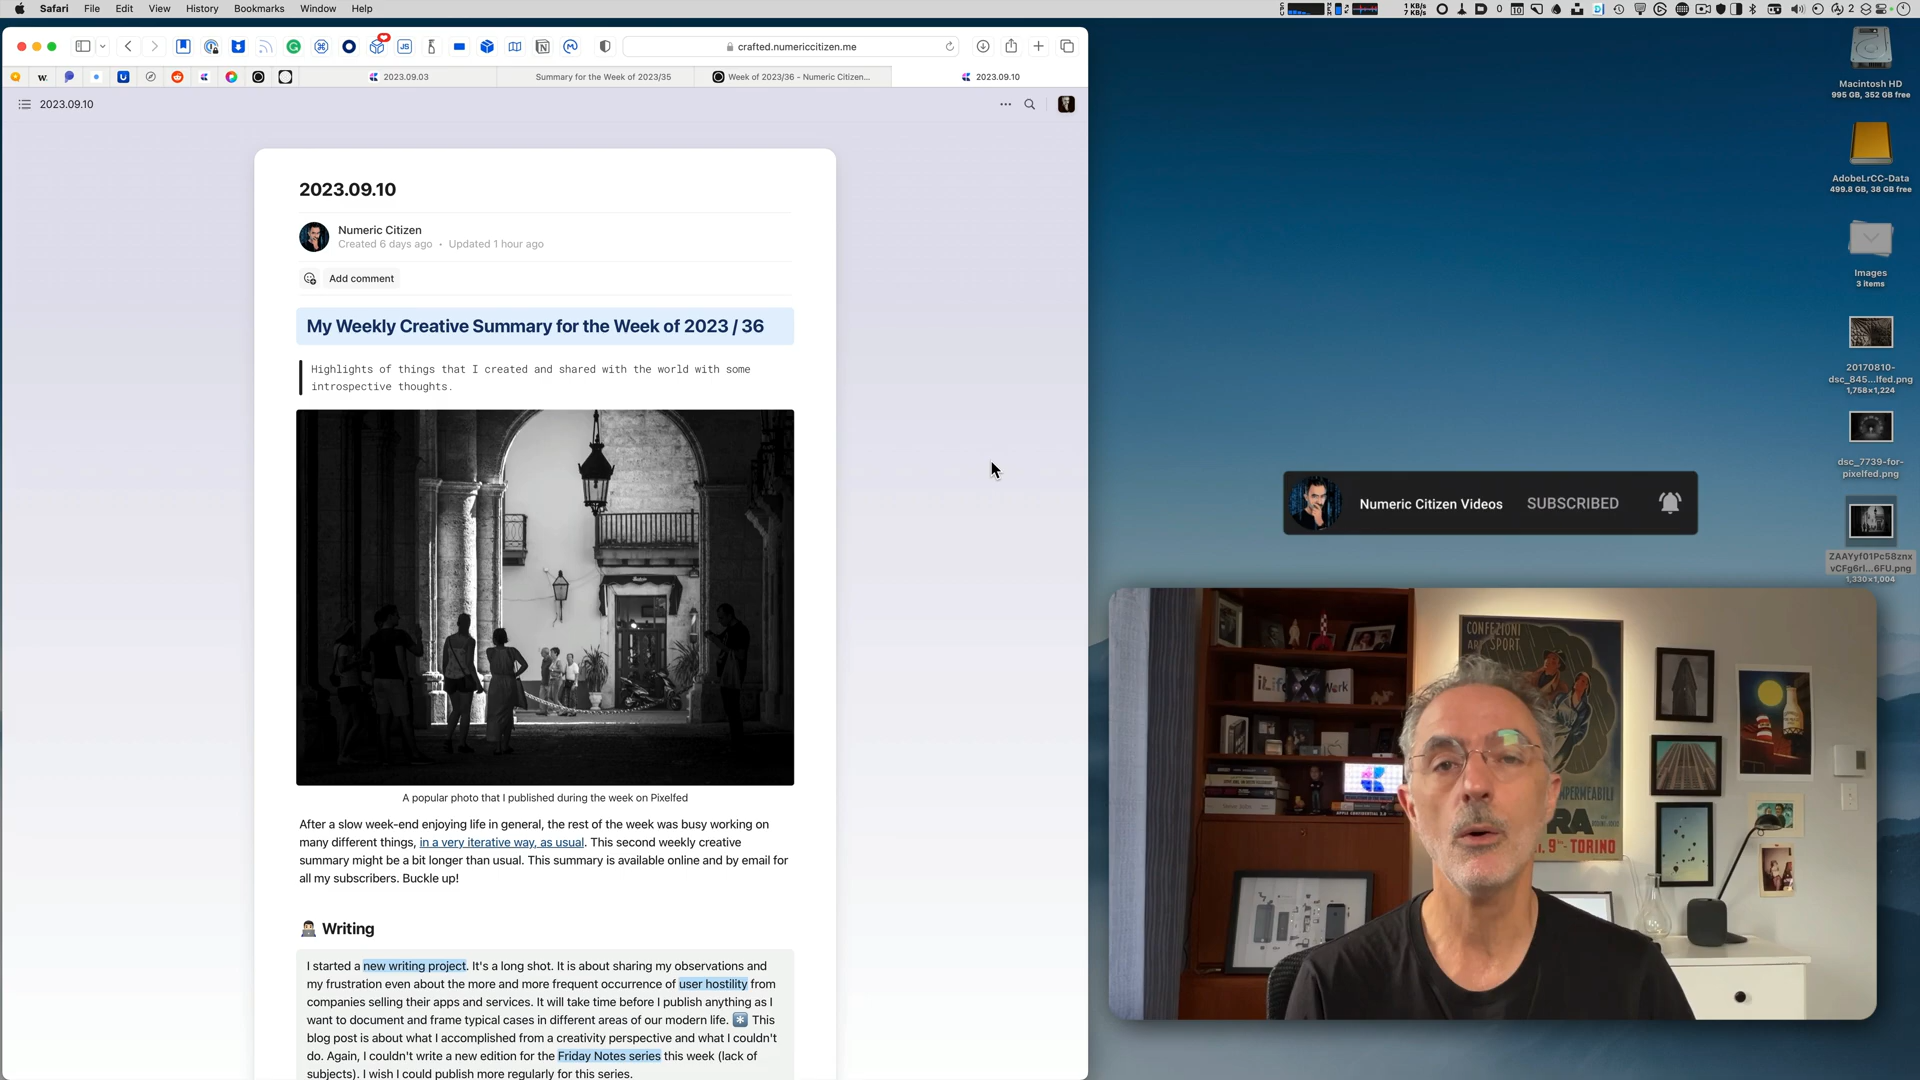 Safari File Edit View History Bookmarks Window Help
1 KB/s
7 KB/s
0
10
2
crafted.numericcitizen.me
JS
w.
2023.09.03
Summary for the Week of 2023/35
Week of 2023/36 - Numeric Citizen...
2023.09.10
2023.09.10
2023.09.10
Numeric Citizen
Created 6 days ago • Updated 1 hour ago
Add comment
My Weekly Creative Summary for the Week of 2023 / 36
Highlights of things that I created and shared with the world with some
introspective thoughts.
A popular photo that I published during the week on Pixelfed
After a slow week-end enjoying life in general, the rest of the week was busy working on
many different things, in a very iterative way, as usual. This second weekly creative
summary might be a bit longer than usual. This summary is available online and by email for
all my subscribers. Buckle up!
Writing
I started a new writing project. It's a long shot. It is about sharing my observations and
my frustration even about the more and more frequent occurrence of user hostility from
companies selling their apps and services. It will take time before I publish anything as I
want to document and frame typical cases in different areas of our modern life. This
blog post is about what I accomplished from a creativity perspective and what I couldn't
do. Again, I couldn't write a new edition for the Friday Notes series this week (lack of
subjects). I wish I could publish more regularly for this series.
Macintosh HD
995 GB, 352 GB free
AdobeLrCC-Data
499.8 GB, 38 GB free
Images
3 items
20170810-
dsc_845...lfed.png
1,758×1,224
dsc_7739-for-
pixelfed.png
ZAAYyf01Pc58znx
vCFg6rl...6FU.png
1,330×1,004
Numeric Citizen Videos SUBSCRIBED
CONFEZIONI
SPORT
iLife Work
MPERMEABILI
RA
9 TORINO